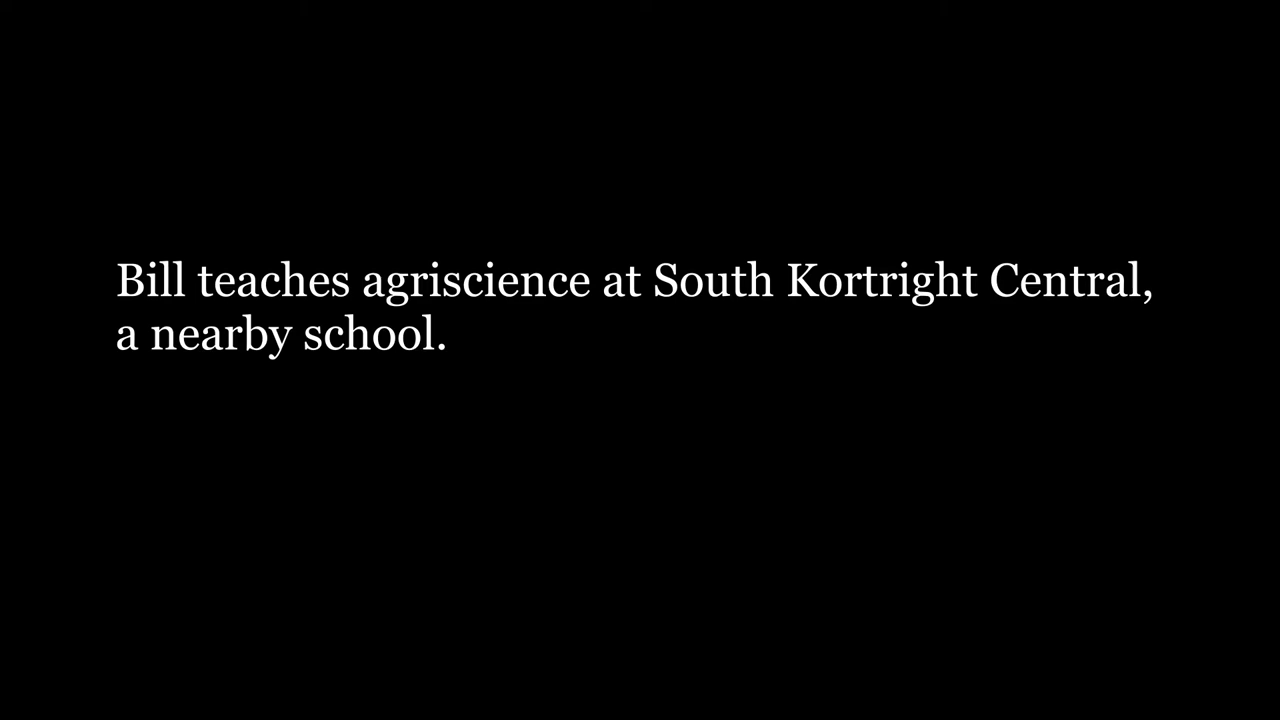 Bill teaches agriscience at South Kortright Central,
a nearby school.